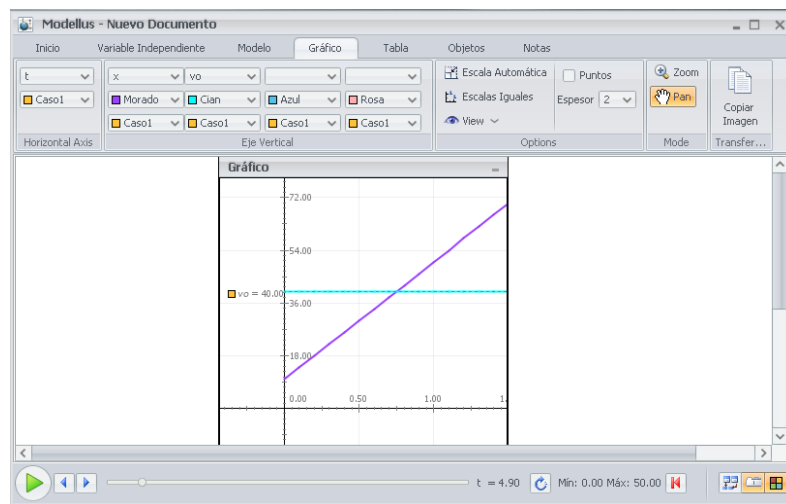 Modellus - Nuevo Documento
Inicio Variable Independiente Modelo Gráfico Tabla Objetos Notas
t x vo Escala Automática Puntos Zoom
Caso1 Morado Cian Azul Rosa Escalas Iguales Espesor 2 Pan
Caso1 Caso1 Caso1 Caso1 View Copiar Imagen
Horizontal Axis Eje Vertical Options Mode Transfer...
Gráfico
72.00
54.00
vo = 40.00
36.00
18.00
0.00 0.50 1.00 1.
t = 4.90 Mín: 0.00 Máx: 50.00